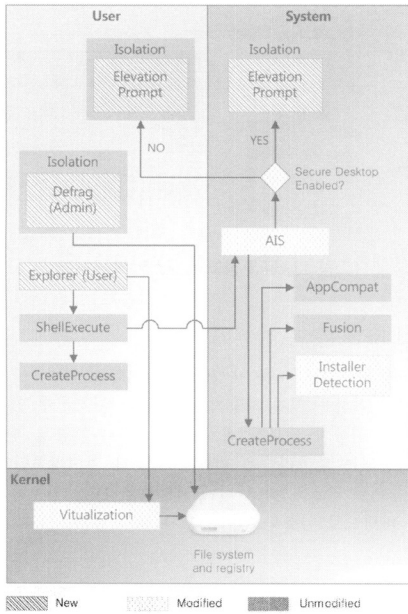 User
System
Isolation
Elevation
Prompt
Isolation
Elevation
Prompt
NO
YES
Isolation
Defrag
(Admin)
Secure Desktop
Enabled?
AIS
Explorer (User)
AppCompat
ShellExecute
Fusion
CreateProcess
Installer
Detection
CreateProcess
Kernel
Vitualization
File system
and registry
New
Modified
Unmodified